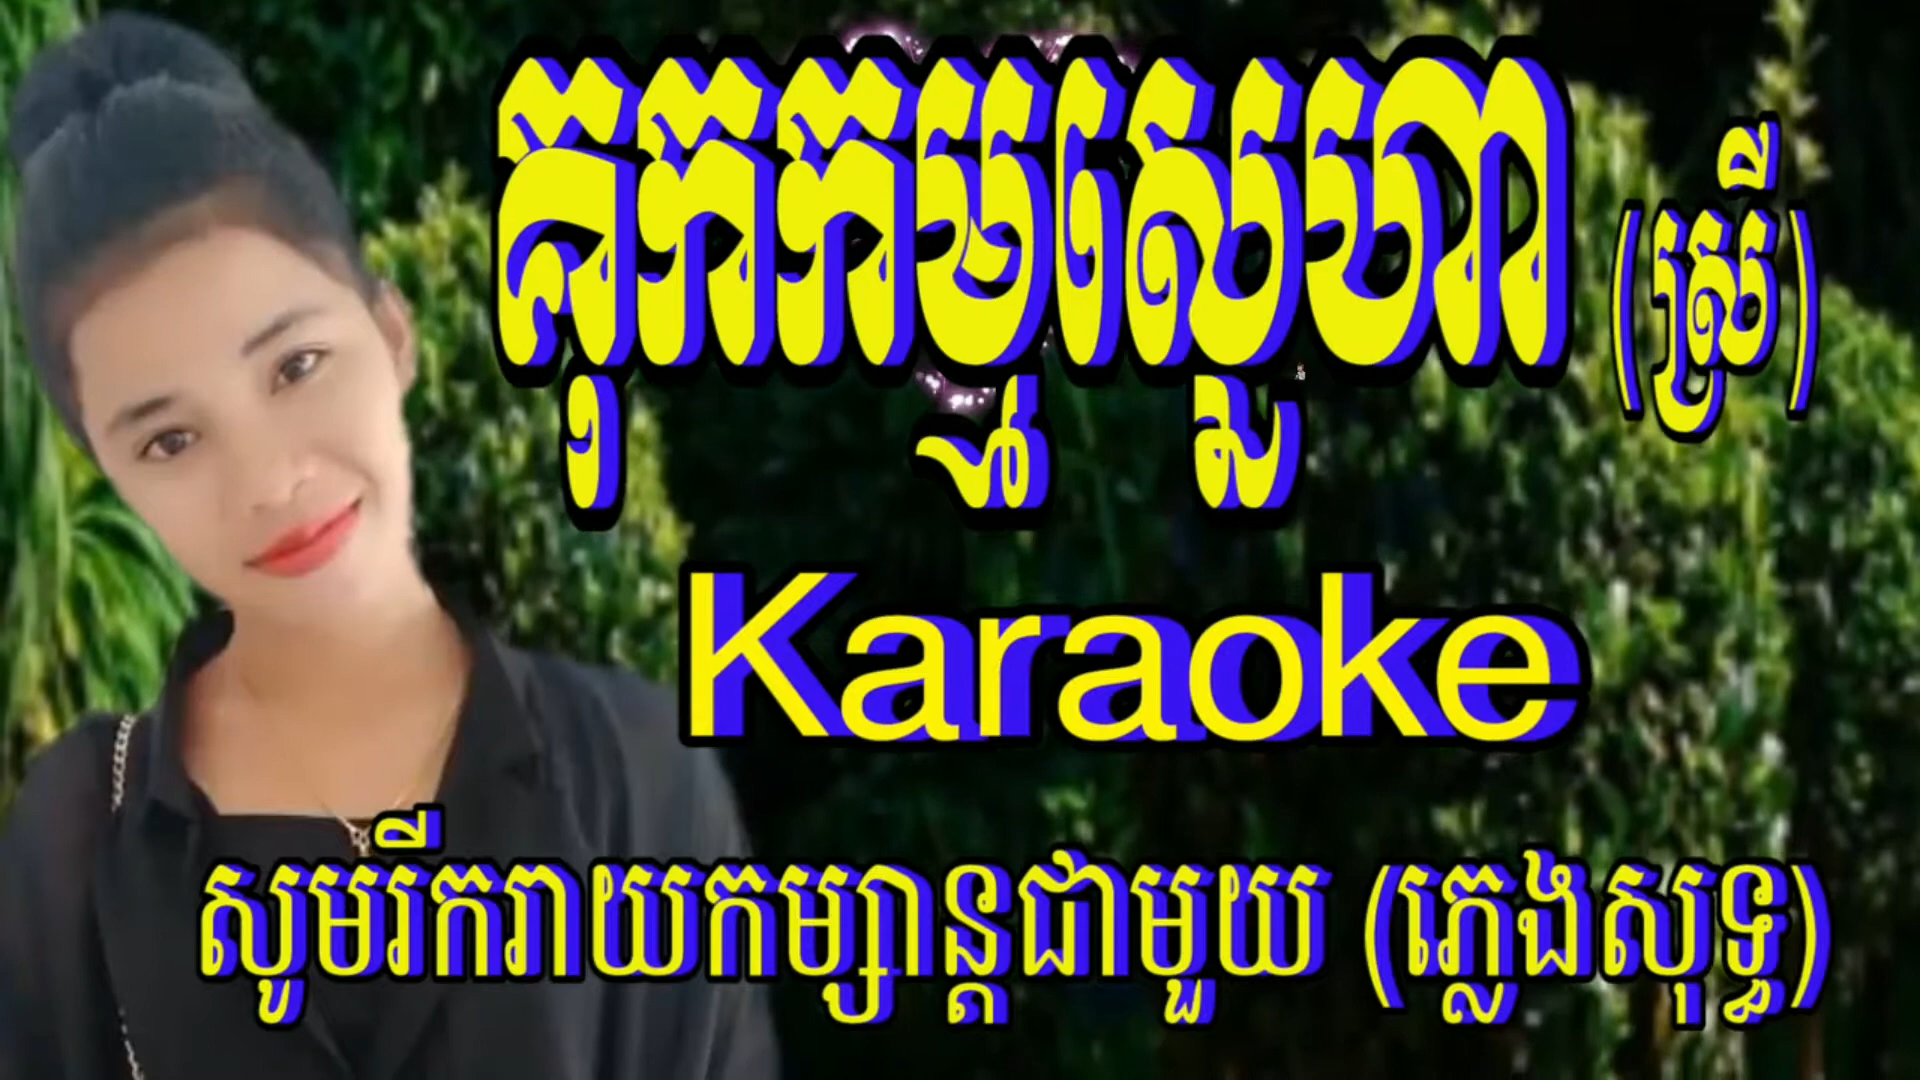 គុកកម្មស្នេហា (ស្រី)
Karaoke
សូមរីករាយកម្សាន្តជាមួយ (ភ្លេងសុទ្ធ)